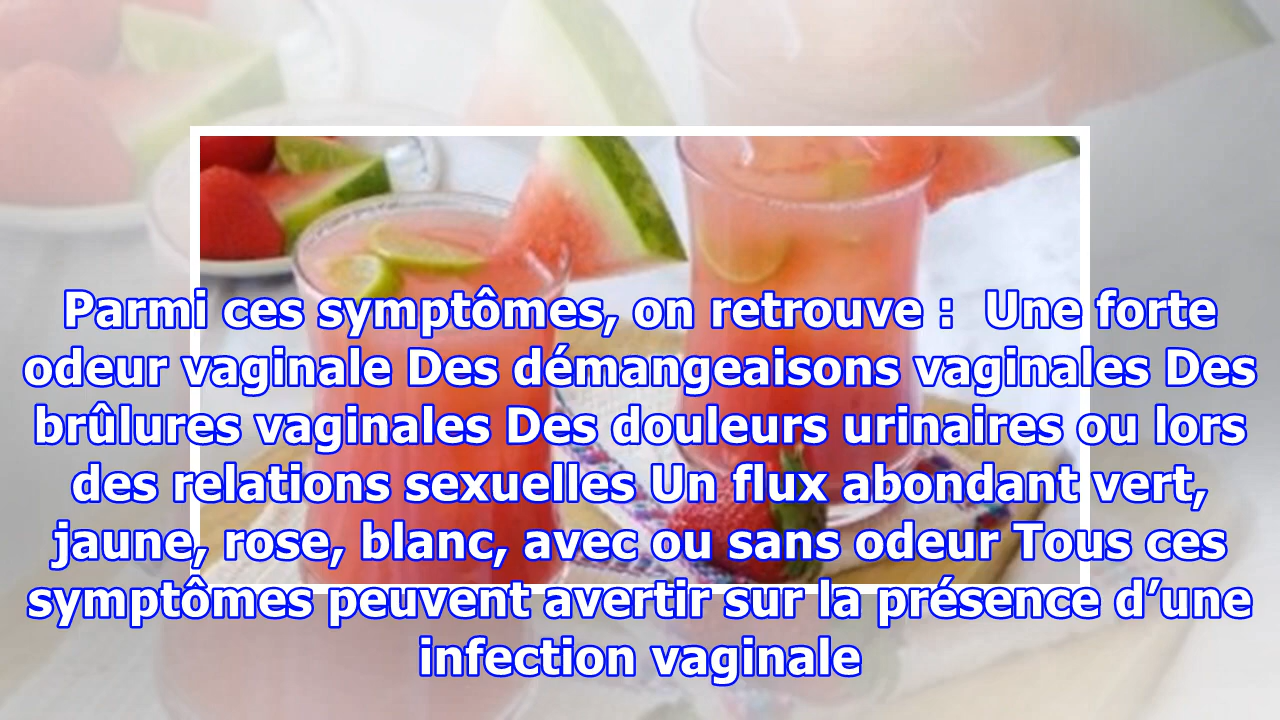 Parmi ces symptômes, on retrouve :  Une forte
odeur vaginale Des démangeaisons vaginales Des
brûlures vaginales Des douleurs urinaires ou lors
des relations sexuelles Un flux abondant vert,
jaune, rose, blanc, avec ou sans odeur Tous ces
symptômes peuvent avertir sur la présence d’une
infection vaginale